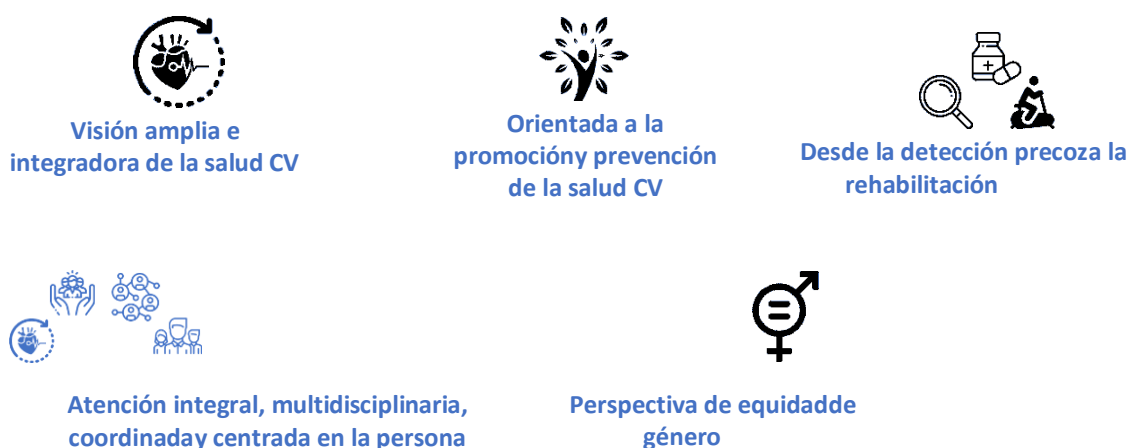 Visión amplia e
integradora de la salud CV
Orientada a la
promocióny prevención
de la salud CV
Desde la detección precoza la
rehabilitación
Atención integral, multidisciplinaria,
coordinaday centrada en la persona
Perspectiva de equidadde
género